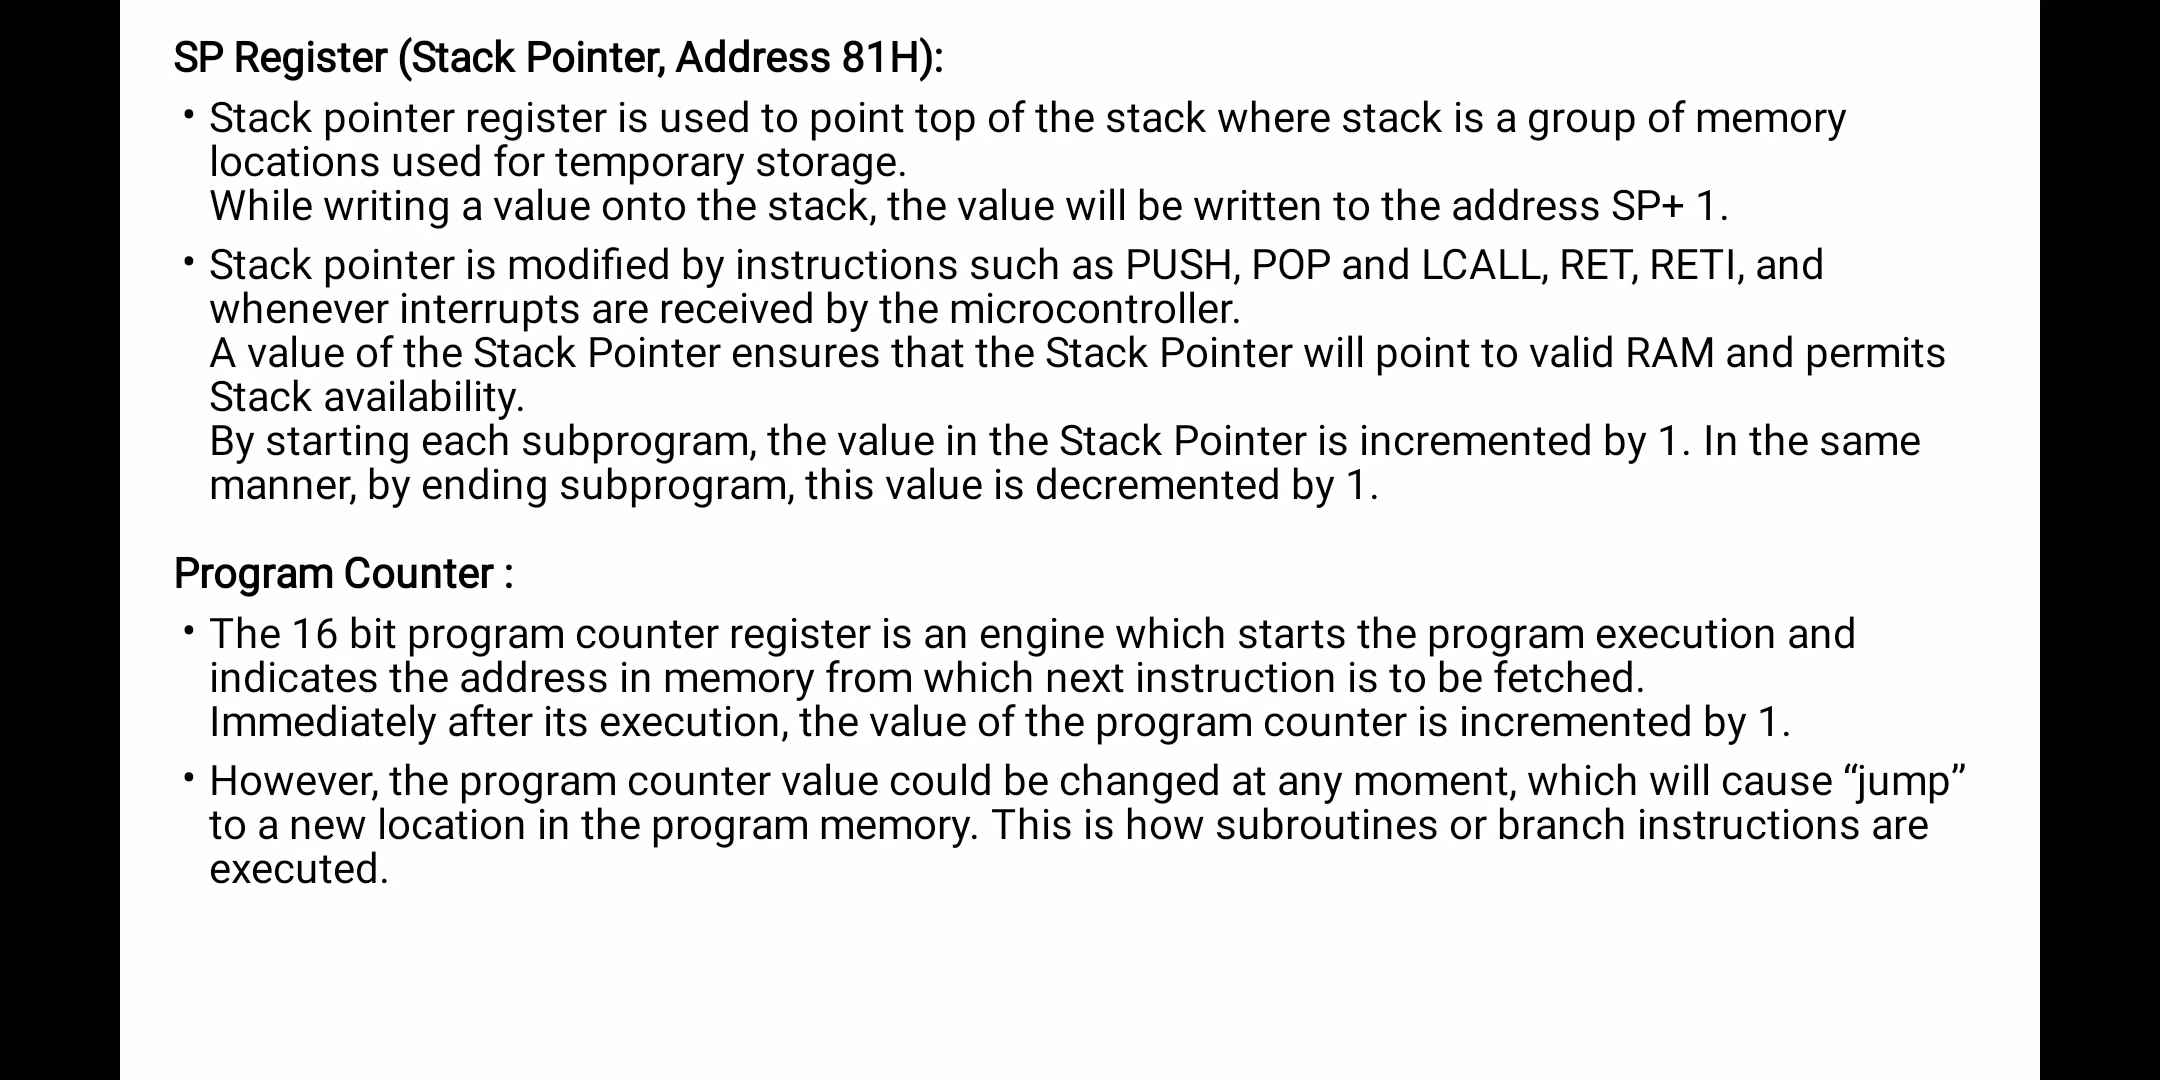 SP Register (Stack Pointer, Address 81H):
• Stack pointer register is used to point top of the stack where stack is a group of memory
locations used for temporary storage.
While writing a value onto the stack, the value will be written to the address SP+ 1.
• Stack pointer is modified by instructions such as PUSH, POP and LCALL, RET, RETI, and
whenever interrupts are received by the microcontroller.
A value of the Stack Pointer ensures that the Stack Pointer will point to valid RAM and permits
Stack availability.
By starting each subprogram, the value in the Stack Pointer is incremented by 1. In the same
manner, by ending subprogram, this value is decremented by 1.
Program Counter :
• The 16 bit program counter register is an engine which starts the program execution and
indicates the address in memory from which next instruction is to be fetched.
Immediately after its execution, the value of the program counter is incremented by 1.
• However, the program counter value could be changed at any moment, which will cause “jump”
to a new location in the program memory. This is how subroutines or branch instructions are
executed.